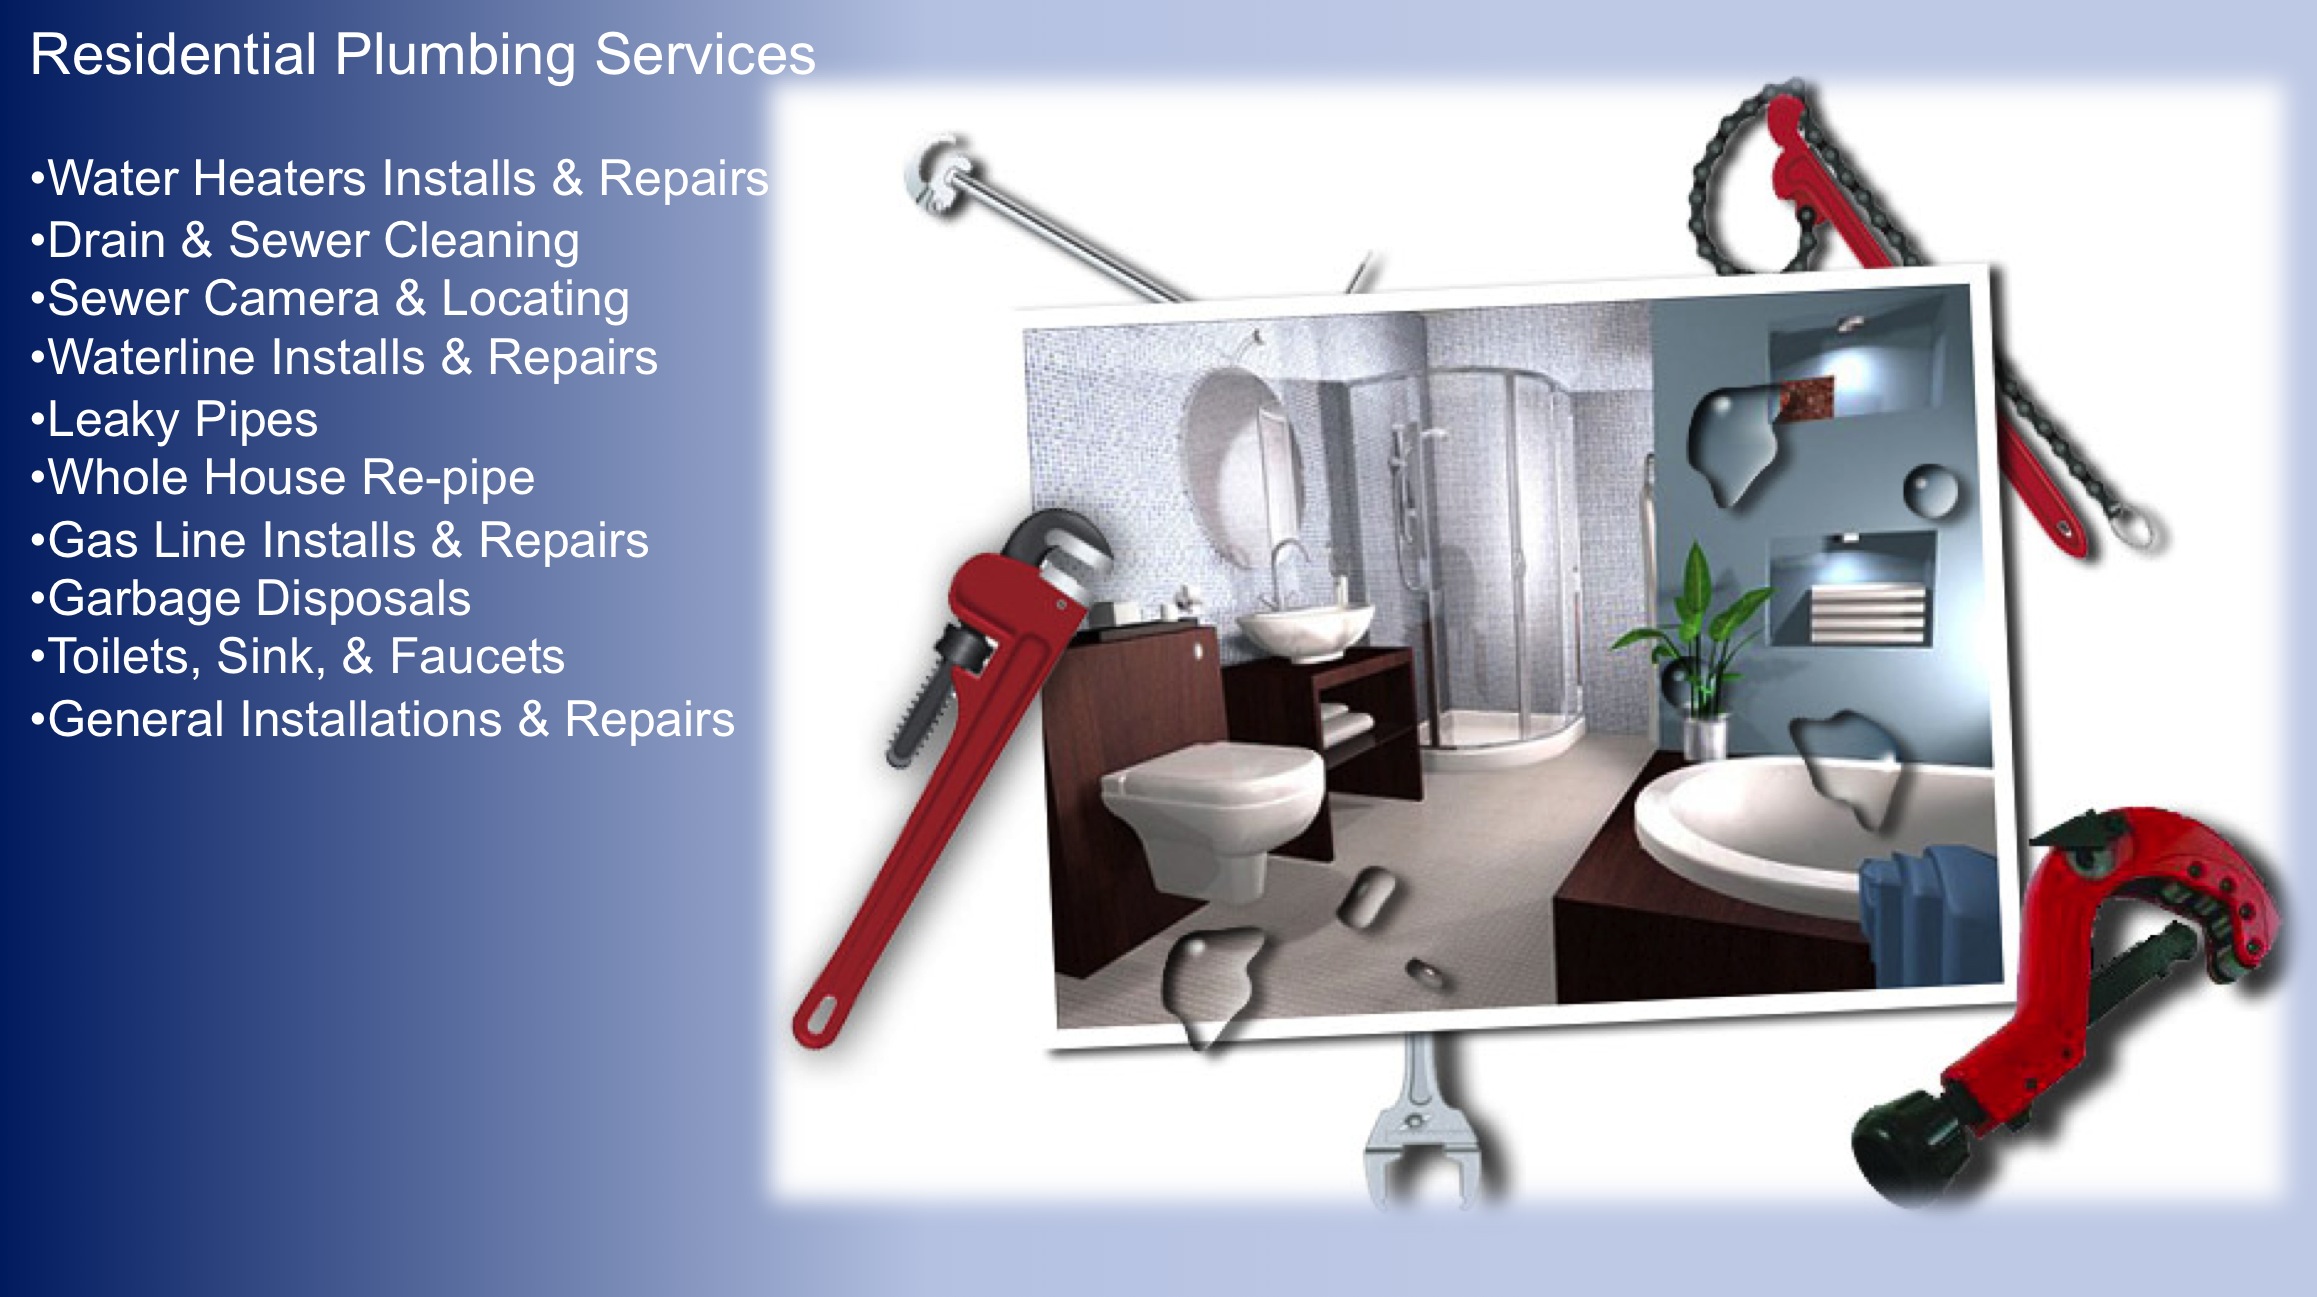 Residential Plumbing Services
•Water Heaters Installs & Repairs
•Drain & Sewer Cleaning
•Sewer Camera & Locating
•Waterline Installs & Repairs
•Leaky Pipes
•Whole House Re-pipe
•Gas Line Installs & Repairs
•Garbage Disposals
•Toilets, Sink, & Faucets
•General Installations & Repairs